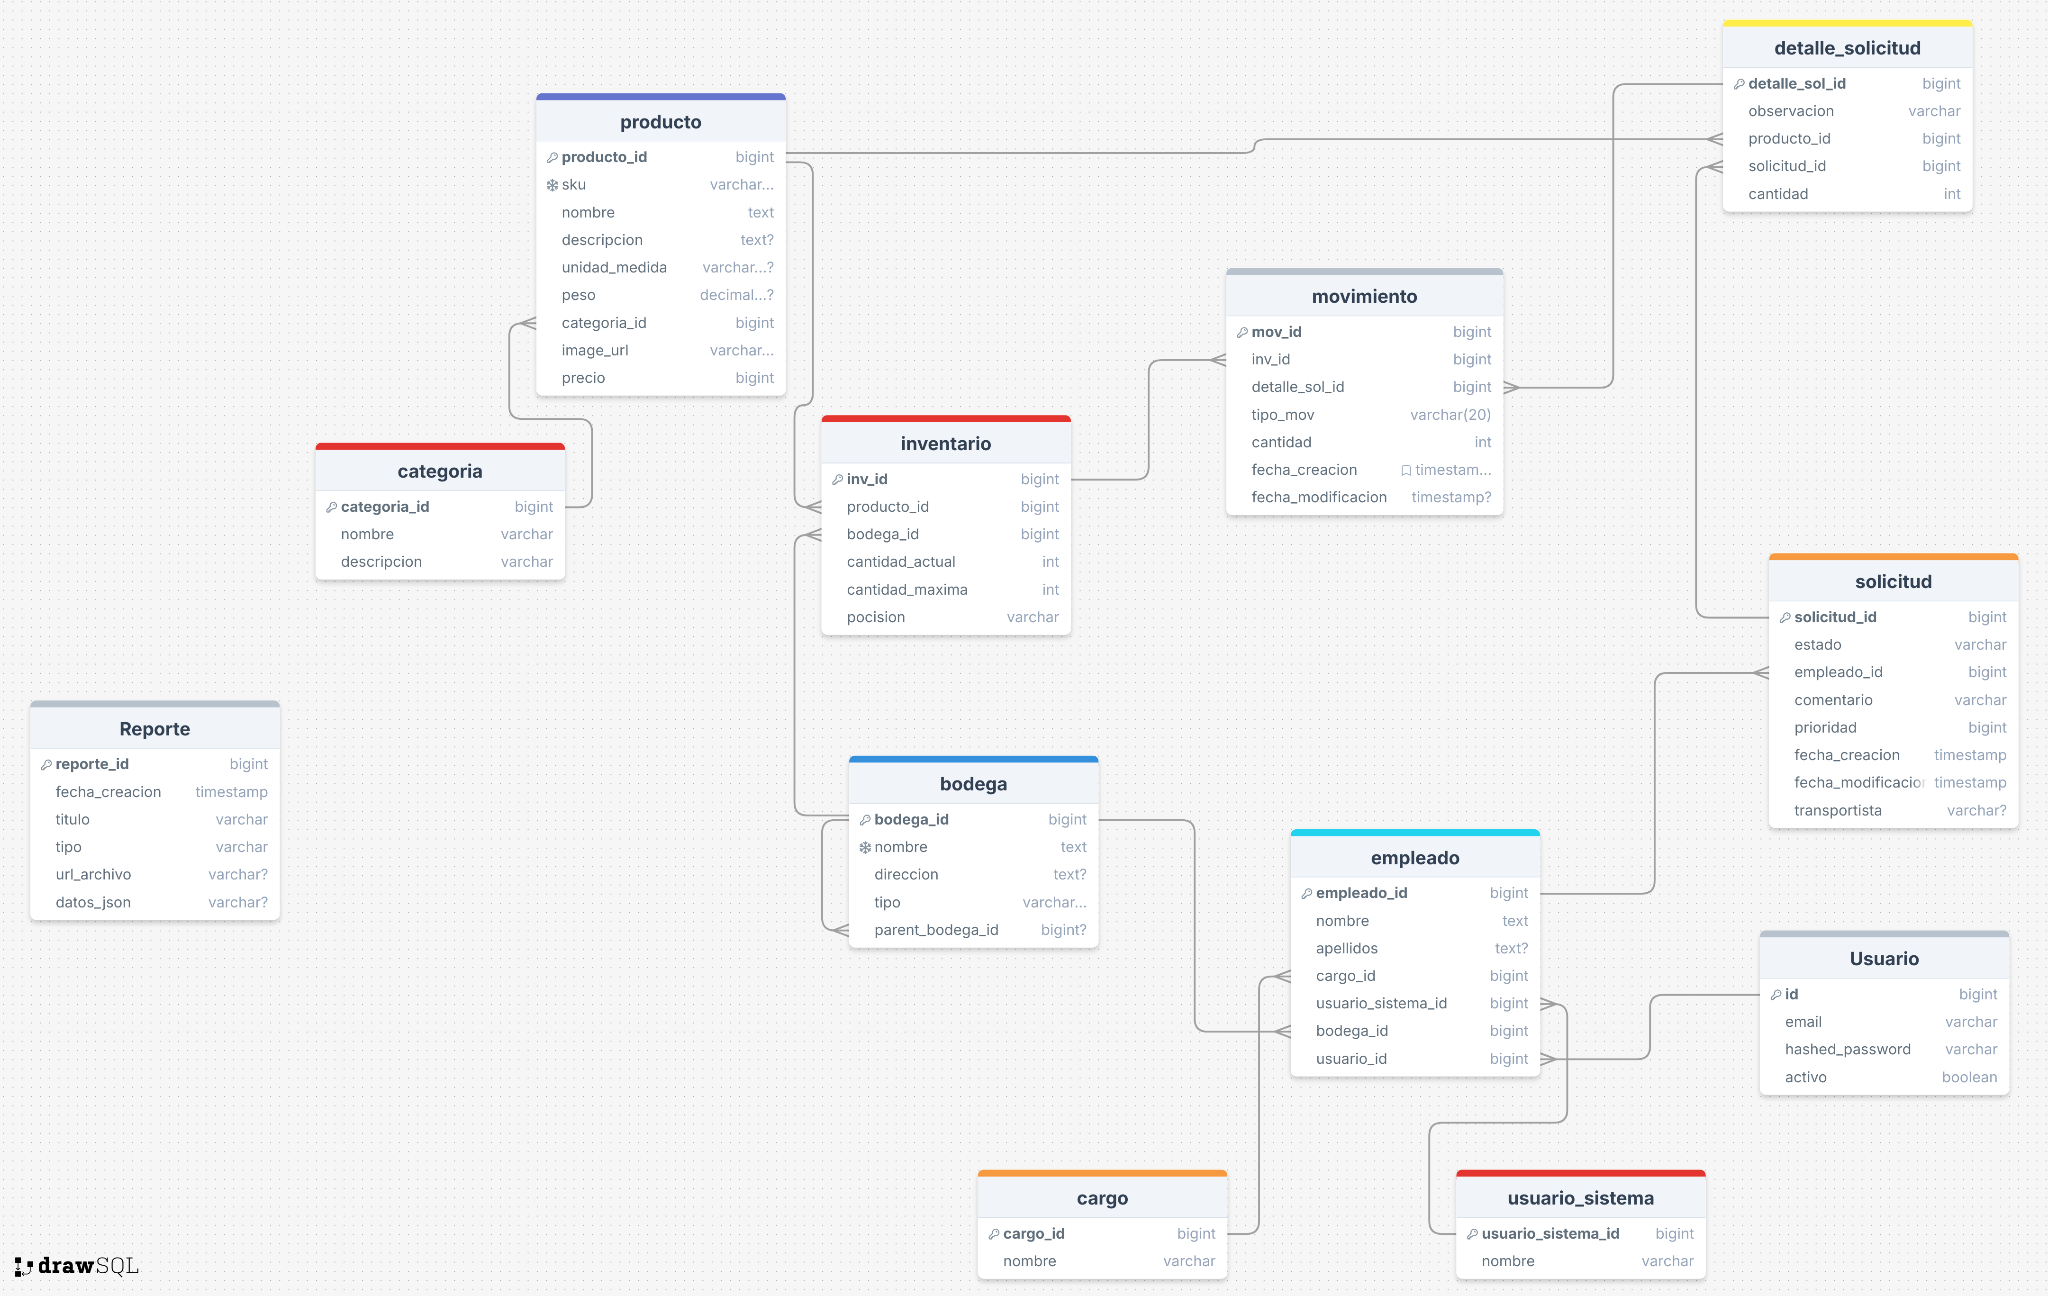 detalle_solicitud
detalle_sol_id bigint
observacion varchar
producto_id bigint
solicitud_id bigint
cantidad int
producto
producto_id bigint
sku varchar...
nombre text
descripcion text?
unidad_medida varchar...?
peso decimal...?
categoria_id bigint
image_url varchar...
precio bigint
movimiento
mov_id bigint
inv_id bigint
detalle_sol_id bigint
tipo_mov varchar(20)
cantidad int
fecha_creacion timestam...
fecha_modificacion timestamp?
inventario
inv_id bigint
producto_id bigint
bodega_id bigint
cantidad_actual int
cantidad_maxima int
pocision varchar
categoria
categoria_id bigint
nombre varchar
descripcion varchar
solicitud
solicitud_id bigint
estado varchar
empleado_id bigint
comentario varchar
prioridad bigint
fecha_creacion timestamp
fecha_modificacion timestamp
transportista varchar?
Reporte
reporte_id bigint
fecha_creacion timestamp
titulo varchar
tipo varchar
url_archivo varchar?
datos_json varchar?
bodega
bodega_id bigint
nombre text
direccion text?
tipo varchar...
parent_bodega_id bigint?
empleado
empleado_id bigint
nombre text
apellidos text?
cargo_id bigint
usuario_sistema_id bigint
bodega_id bigint
usuario_id bigint
Usuario
id bigint
email varchar
hashed_password varchar
activo boolean
cargo
cargo_id bigint
nombre varchar
usuario_sistema
usuario_sistema_id bigint
nombre varchar
drawSQL